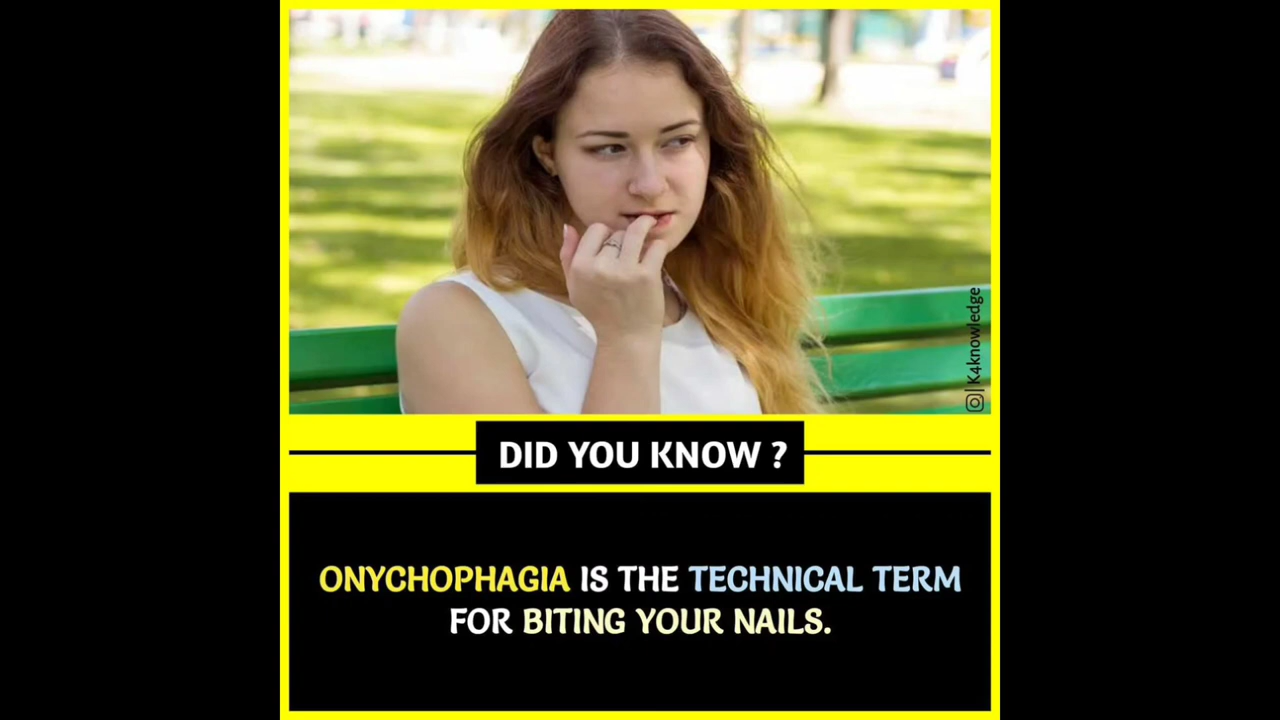 K4knowledge
DID YOU KNOW ?
ONYCHOPHAGIA IS THE TECHNICAL TERM
FOR BITING YOUR NAILS.